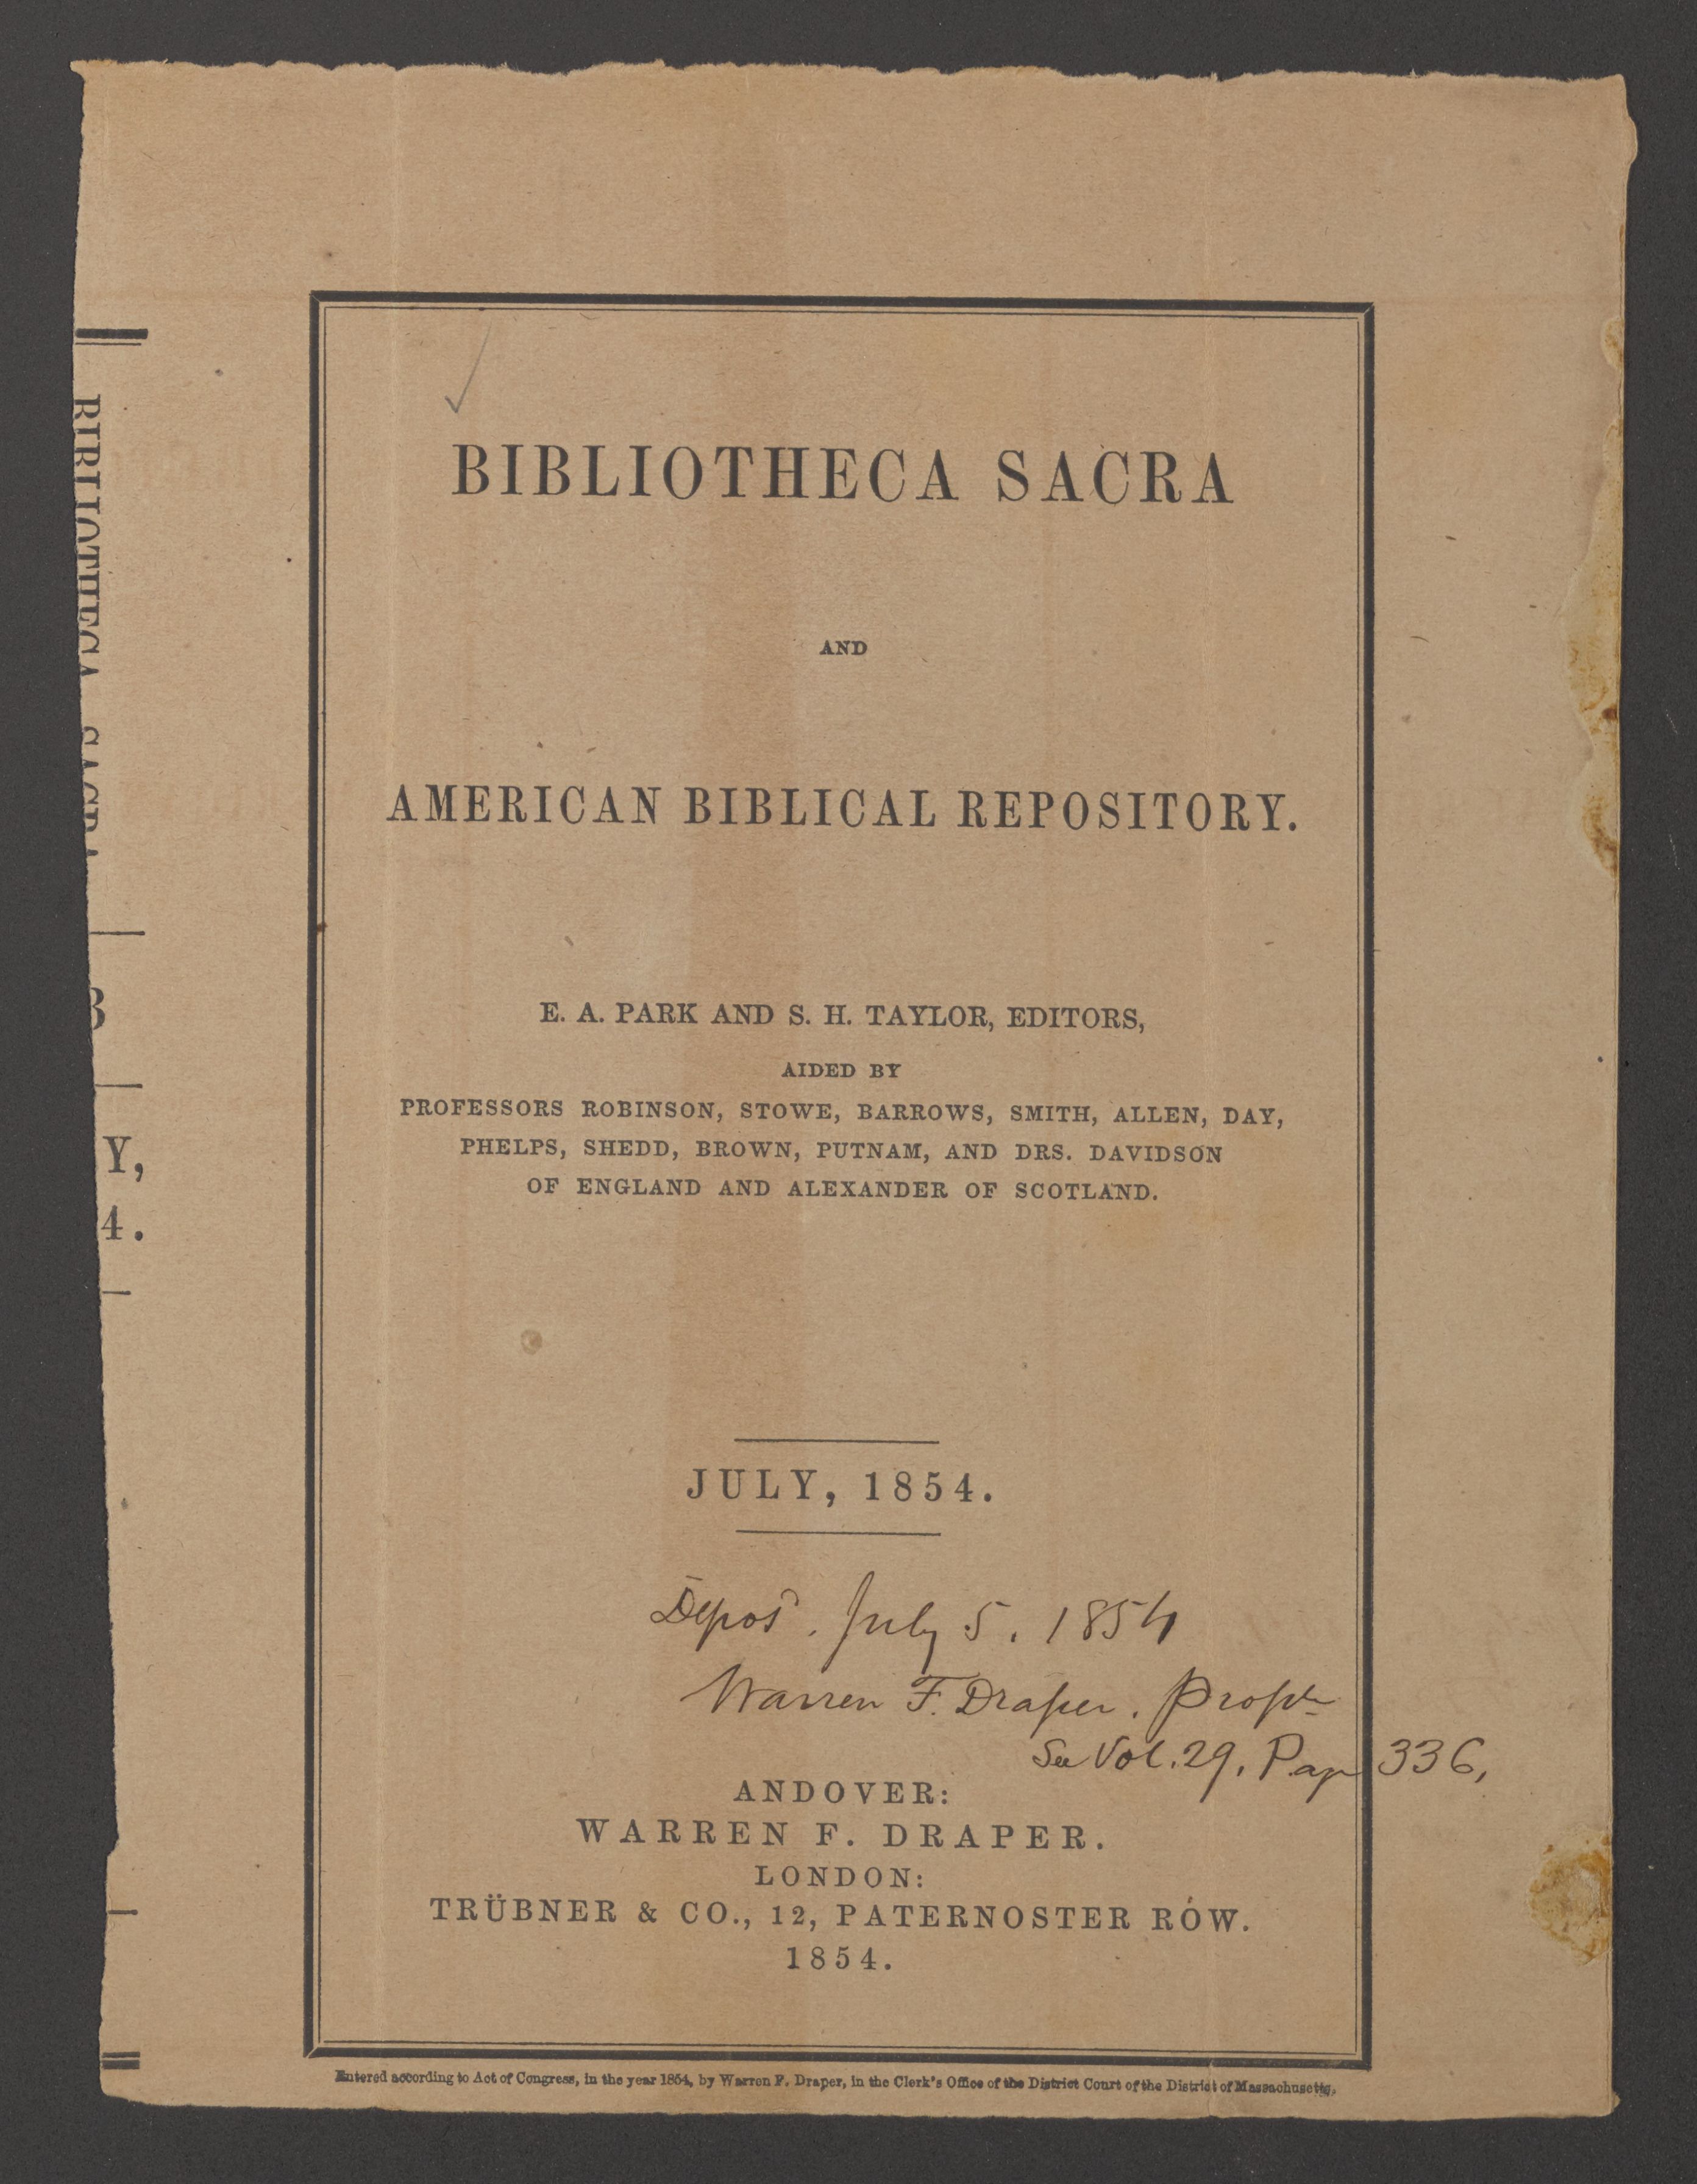 BIBLIOTHECA SACRA
AND
AMERICAN BIBLICAL REPOSITORY.
E. A. PARK AND S. H. TAYLOR, EDITORS,
AIDED BY
PROFESSORS ROBINSON, STOWE, BARROWS, SMITH, ALLEN, DAY,
PHELPS, SHEDD, BROWN, PUTNAM, AND DRS. DAVIDSON
OF ENGLAND AND ALEXANDER OF SCOTLAND.
JULY, 1854.
Depos. July 5. 1854
Warren F. Draper. Propr
See Vol. 29, Page 336,
ANDOVER:
WARREN F. DRAPER.
LONDON:
TRÜBNER & CO., 12, PATERNOSTER ROW.
1854.
Entered according to Act of Congress, in the year 1854, by Warren F. Draper, in the Clerk's Office of the District Court of the District of Massachusetts.
BIBLIOTHECA SACRA
Y,
4.